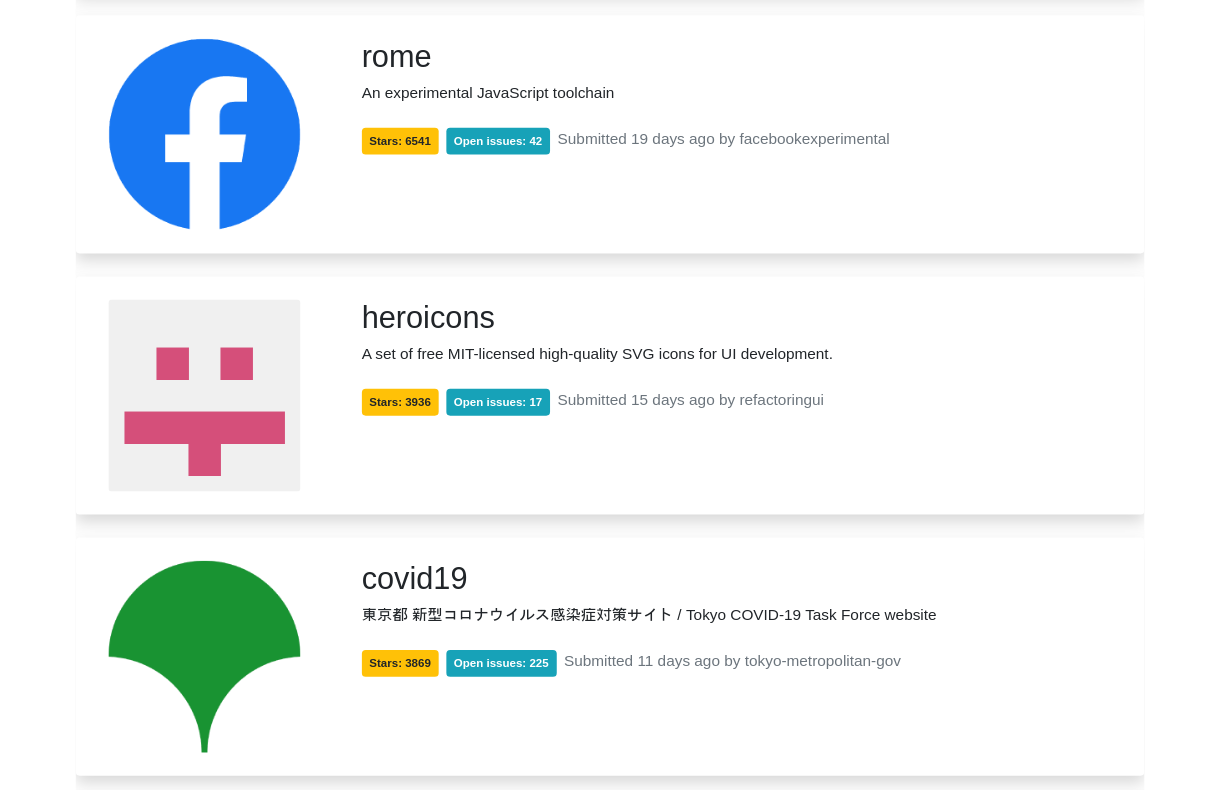 rome
An experimental JavaScript toolchain
Stars: 6541 Open issues: 42 Submitted 19 days ago by facebookexperimental
heroicons
A set of free MIT-licensed high-quality SVG icons for UI development.
Stars: 3936 Open issues: 17 Submitted 15 days ago by refactoringui
covid19
東京都 新型コロナウイルス感染症対策サイト / Tokyo COVID-19 Task Force website
Stars: 3869 Open issues: 225 Submitted 11 days ago by tokyo-metropolitan-gov